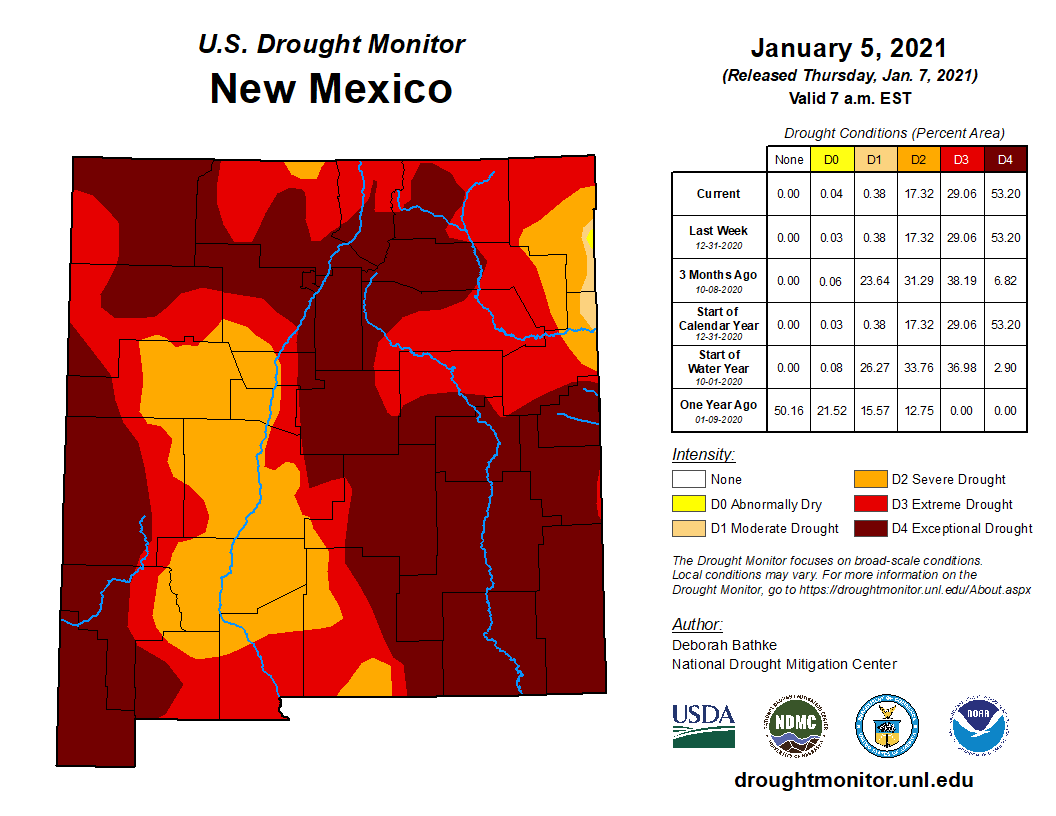 U.S. Drought Monitor
New Mexico
January 5, 2021
(Released Thursday, Jan. 7, 2021)
Valid 7 a.m. EST
Drought Conditions (Percent Area)
None D0 D1 D2 D3 D4
Current 0.00 0.04 0.38 17.32 29.06 53.20
Last Week
12-31-2020
0.00 0.03 0.38 17.32 29.06 53.20
3 Months Ago
10-08-2020
0.00 0.06 23.64 31.29 38.19 6.82
Start of
Calendar Year
12-31-2020
0.00 0.03 0.38 17.32 29.06 53.20
Start of
Water Year
10-01-2020
0.00 0.08 26.27 33.76 36.98 2.90
One Year Ago
01-09-2020
50.16 21.52 15.57 12.75 0.00 0.00
Intensity:
None
D0 Abnormally Dry
D1 Moderate Drought
D2 Severe Drought
D3 Extreme Drought
D4 Exceptional Drought
The Drought Monitor focuses on broad-scale conditions.
Local conditions may vary. For more information on the
Drought Monitor, go to https://droughtmonitor.unl.edu/About.aspx
Author:
Deborah Bathke
National Drought Mitigation Center
USDA
NDMC
NOAA
droughtmonitor.unl.edu